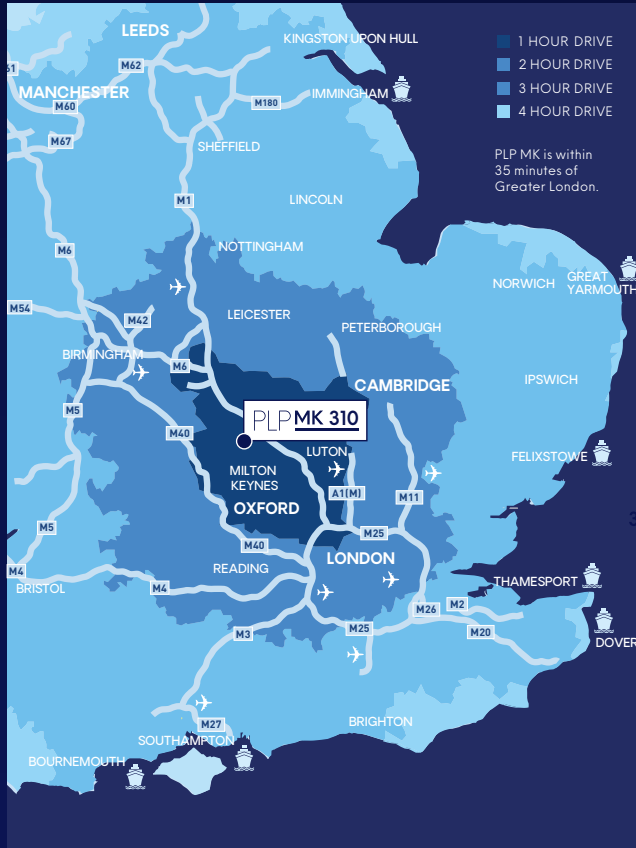 LEEDS
KINGSTON UPON HULL
1 HOUR DRIVE
2 HOUR DRIVE
3 HOUR DRIVE
4 HOUR DRIVE
61
M62
MANCHESTER
M60
M180
IMMINGHAM
M67
SHEFFIELD
PLP MK is within
35 minutes of
Greater London.
M1
LINCOLN
M6
NOTTINGHAM
NORWICH
GREAT
YARMOUTH
M54
M42
LEICESTER
PETERBOROUGH
BIRMINGHAM
M6
CAMBRIDGE
IPSWICH
M5
PLP MK 310
M40
LUTON
FELIXSTOWE
MILTON
KEYNES
A1(M)
M11
OXFORD
3
M5
M25
M40
LONDON
M4
READING
BRISTOL
M4
THAMESPORT
M26
M2
M3
M25
M20
DOVER
M27
BRIGHTON
SOUTHAMPTON
BOURNEMOUTH